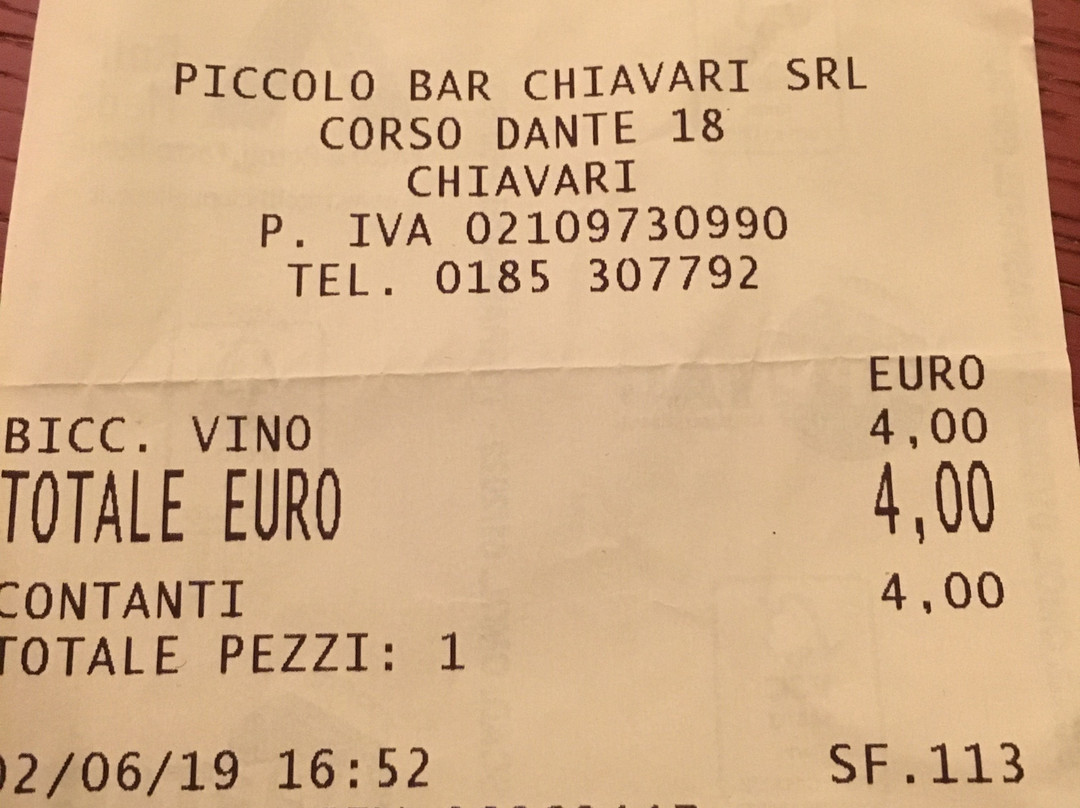 PICCOLO BAR CHIAVARI SRL
CORSO DANTE 18
CHIAVARI
P. IVA 02109730990
TEL. 0185 307792
EURO
BICC. VINO 4,00
TOTALE EURO 4,00
CONTANTI 4,00
TOTALE PEZZI: 1
02/06/19 16:52 SF.113